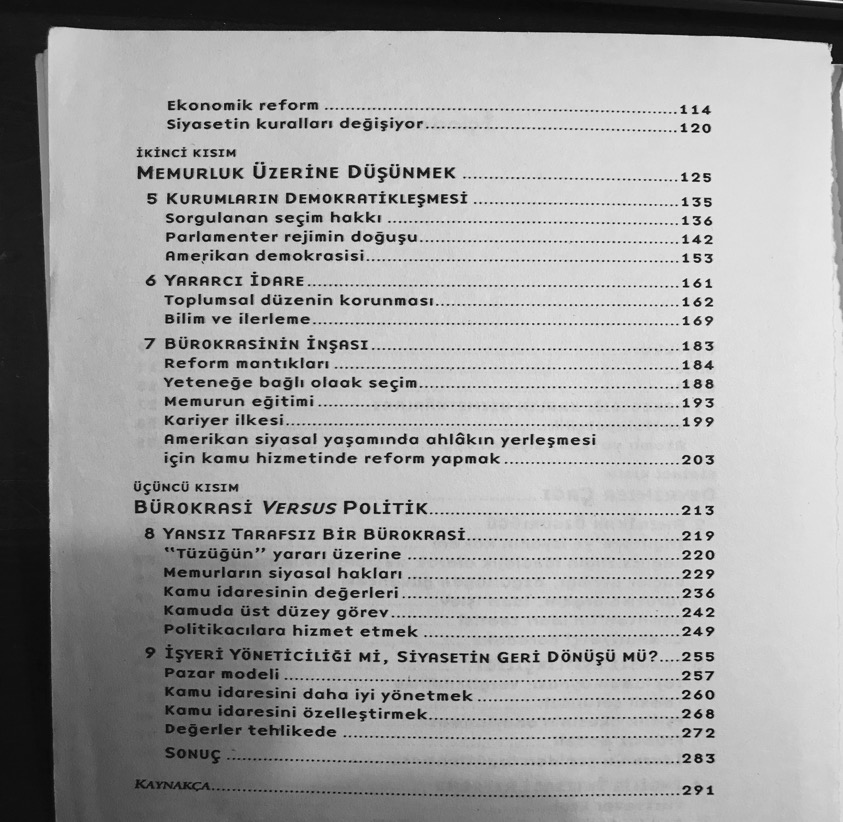 Ekonomik reform ..... 114
Siyasetin kuralları değişiyor ..... 120
İKİNCİ KISIM
MEMURLUK ÜZERİNE DÜŞÜNMEK ..... 125
5 KURUMLARIN DEMOKRATİKLEŞMESİ ..... 135
Sorgulanan seçim hakkı ..... 136
Parlamenter rejimin doğuşu ..... 142
Amerikan demokrasisi ..... 153
6 YARARCI İDARE ..... 161
Toplumsal düzenin korunması ..... 162
Bilim ve ilerleme ..... 169
7 BÜROKRASİNİN İNŞASI ..... 183
Reform mantıkları ..... 184
Yeteneğe bağlı olaak seçim ..... 188
Memurun eğitimi ..... 193
Kariyer ilkesi ..... 199
Amerikan siyasal yaşamında ahlâkın yerleşmesi
için kamu hizmetinde reform yapmak ..... 203
ÜÇÜNCÜ KISIM
BÜROKRASİ VERSUS POLİTİK ..... 213
8 YANSIZ TARAFSIZ BİR BÜROKRASİ ..... 219
"Tüzüğün" yararı üzerine ..... 220
Memurların siyasal hakları ..... 229
Kamu idaresinin değerleri ..... 236
Kamuda üst düzey görev ..... 242
Politikacılara hizmet etmek ..... 249
9 İŞYERİ YÖNETİCİLİĞİ Mİ, SİYASETİN GERİ DÖNÜŞÜ MÜ? .... 255
Pazar modeli ..... 257
Kamu idaresini daha iyi yönetmek ..... 260
Kamu idaresini özelleştirmek ..... 268
Değerler tehlikede ..... 272
SONUÇ ..... 283
KAYNAKÇA ..... 291